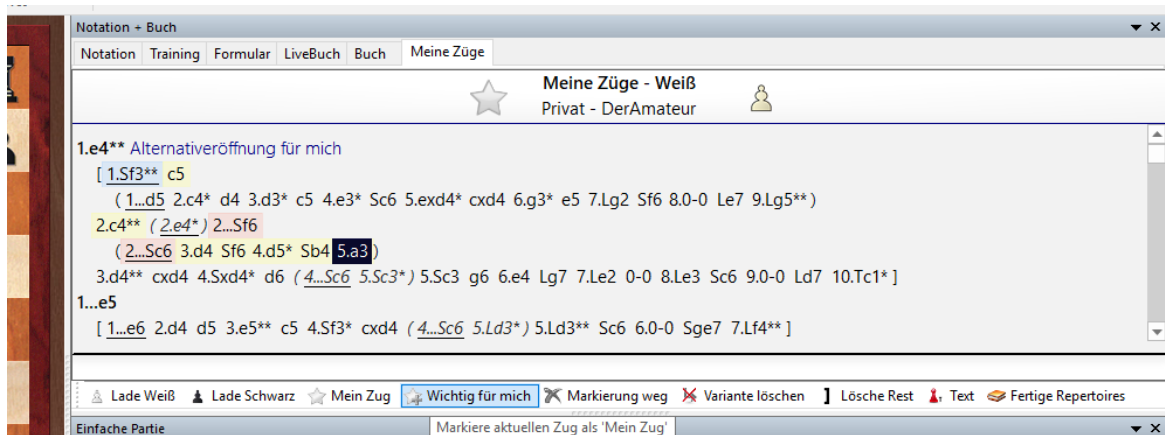 Notation + Buch
Notation Training Formular LiveBuch Buch Meine Züge
Meine Züge - Weiß
Privat - DerAmateur
1.e4** Alternativeröffnung für mich
[ 1.Sf3** c5
( 1...d5 2.c4* d4 3.d3* c5 4.e3* Sc6 5.exd4* cxd4 6.g3* e5 7.Lg2 Sf6 8.0-0 Le7 9.Lg5** )
2.c4** ( 2.e4* ) 2...Sf6
( 2...Sc6 3.d4 Sf6 4.d5* Sb4 5.a3 )
3.d4** cxd4 4.Sxd4* d6 ( 4...Sc6 5.Sc3* ) 5.Sc3 g6 6.e4 Lg7 7.Le2 0-0 8.Le3 Sc6 9.0-0 Ld7 10.Tc1* ]
1...e5
[ 1...e6 2.d4 d5 3.e5** c5 4.Sf3* cxd4 ( 4...Sc6 5.Ld3* ) 5.Ld3** Sc6 6.0-0 Sge7 7.Lf4** ]
Lade Weiß Lade Schwarz Mein Zug Wichtig für mich Markierung weg Variante löschen ] Lösche Rest Text Fertige Repertoires
Einfache Partie Markiere aktuellen Zug als 'Mein Zug'